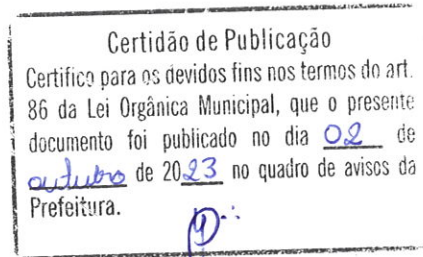 Certidão de Publicação
Certifico para os devidos fins nos termos do art.
86 da Lei Orgânica Municipal, que o presente
documento foi publicado no dia 02 de
outubro de 2023 no quadro de avisos da
Prefeitura.